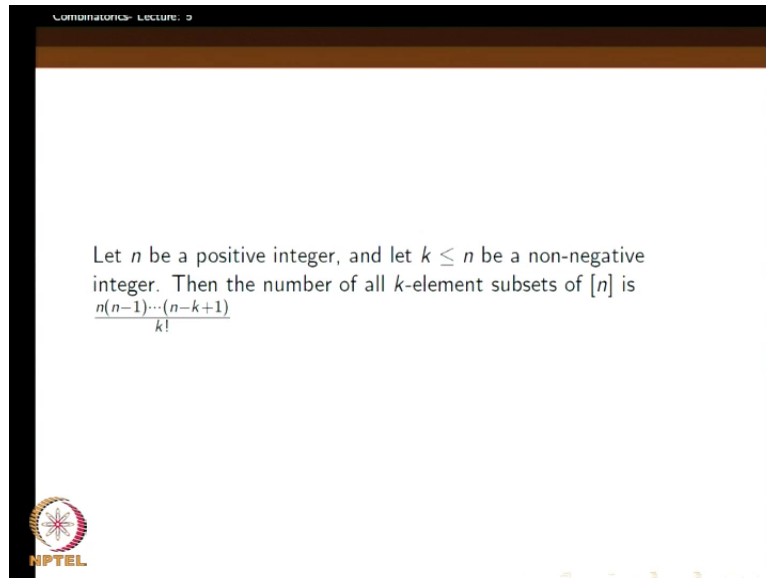 Combinatorics- Lecture: 5
Let n be a positive integer, and let k ≤ n be a non-negative
integer. Then the number of all k-element subsets of [n] is
n(n−1)···(n−k+1)
k!
NPTEL